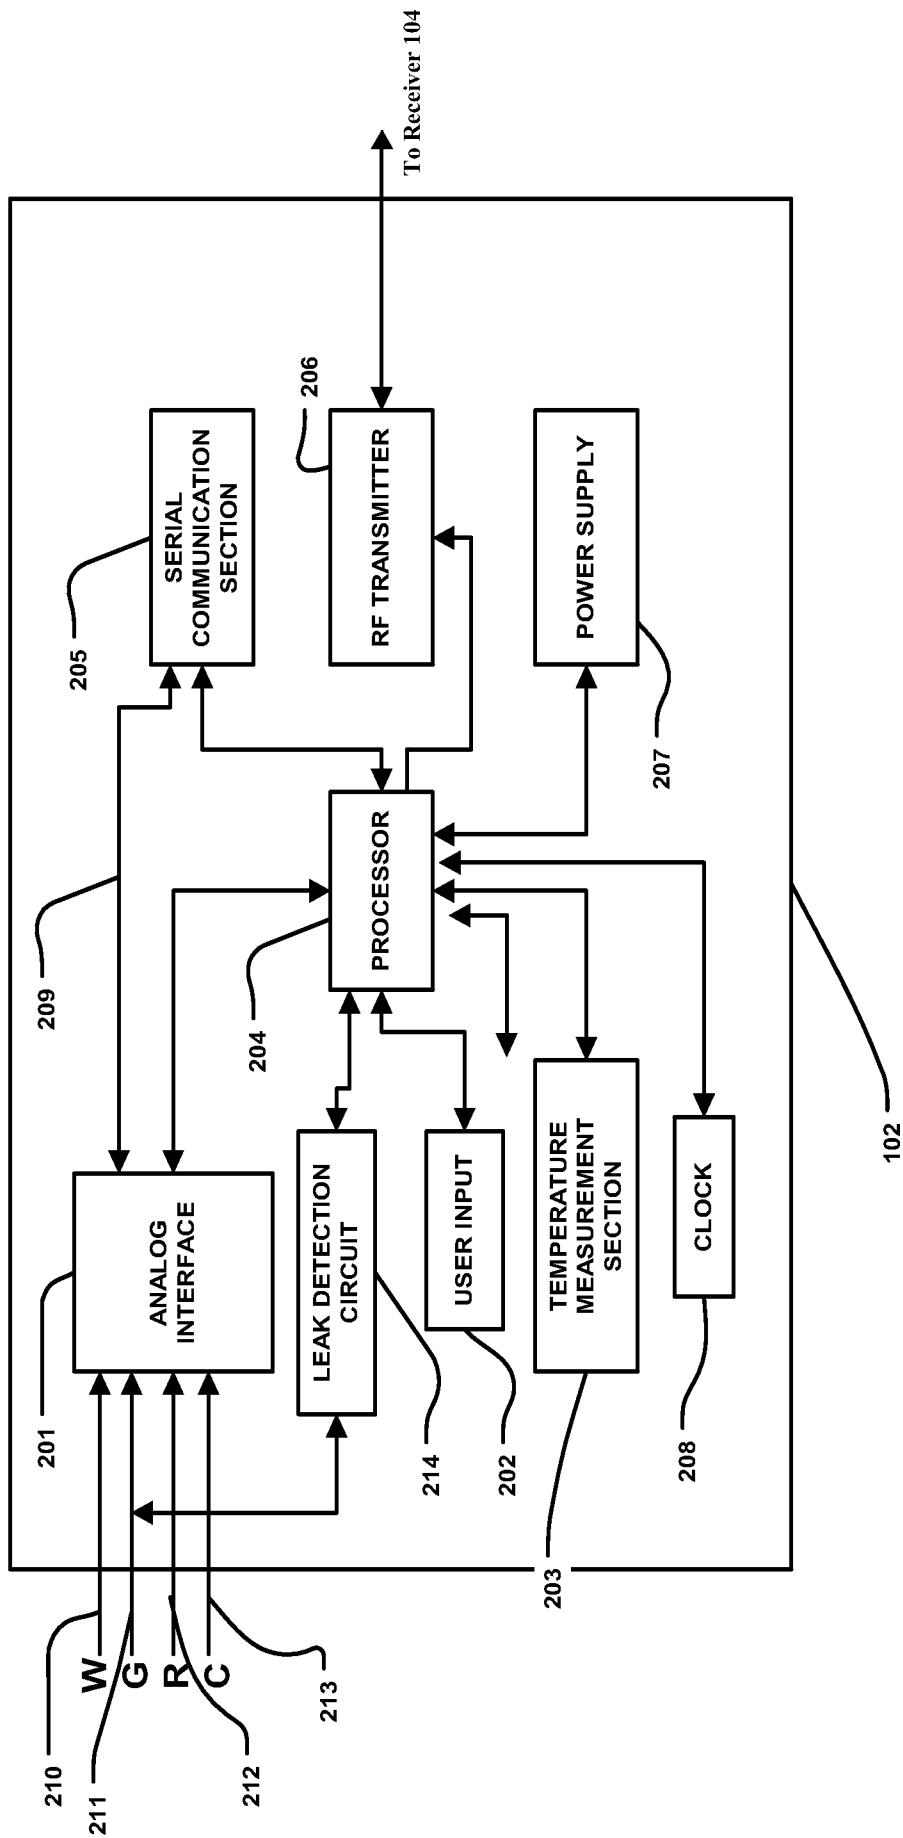 210
211
212
213
W
G
R
C
201
ANALOG
INTERFACE
209
205
SERIAL
COMMUNICATION
SECTION
206
RF TRANSMITTER
To Receiver 104
204
PROCESSOR
LEAK DETECTION
CIRCUIT
214
USER INPUT
202
TEMPERATURE
MEASUREMENT
SECTION
203
CLOCK
208
POWER SUPPLY
207
102